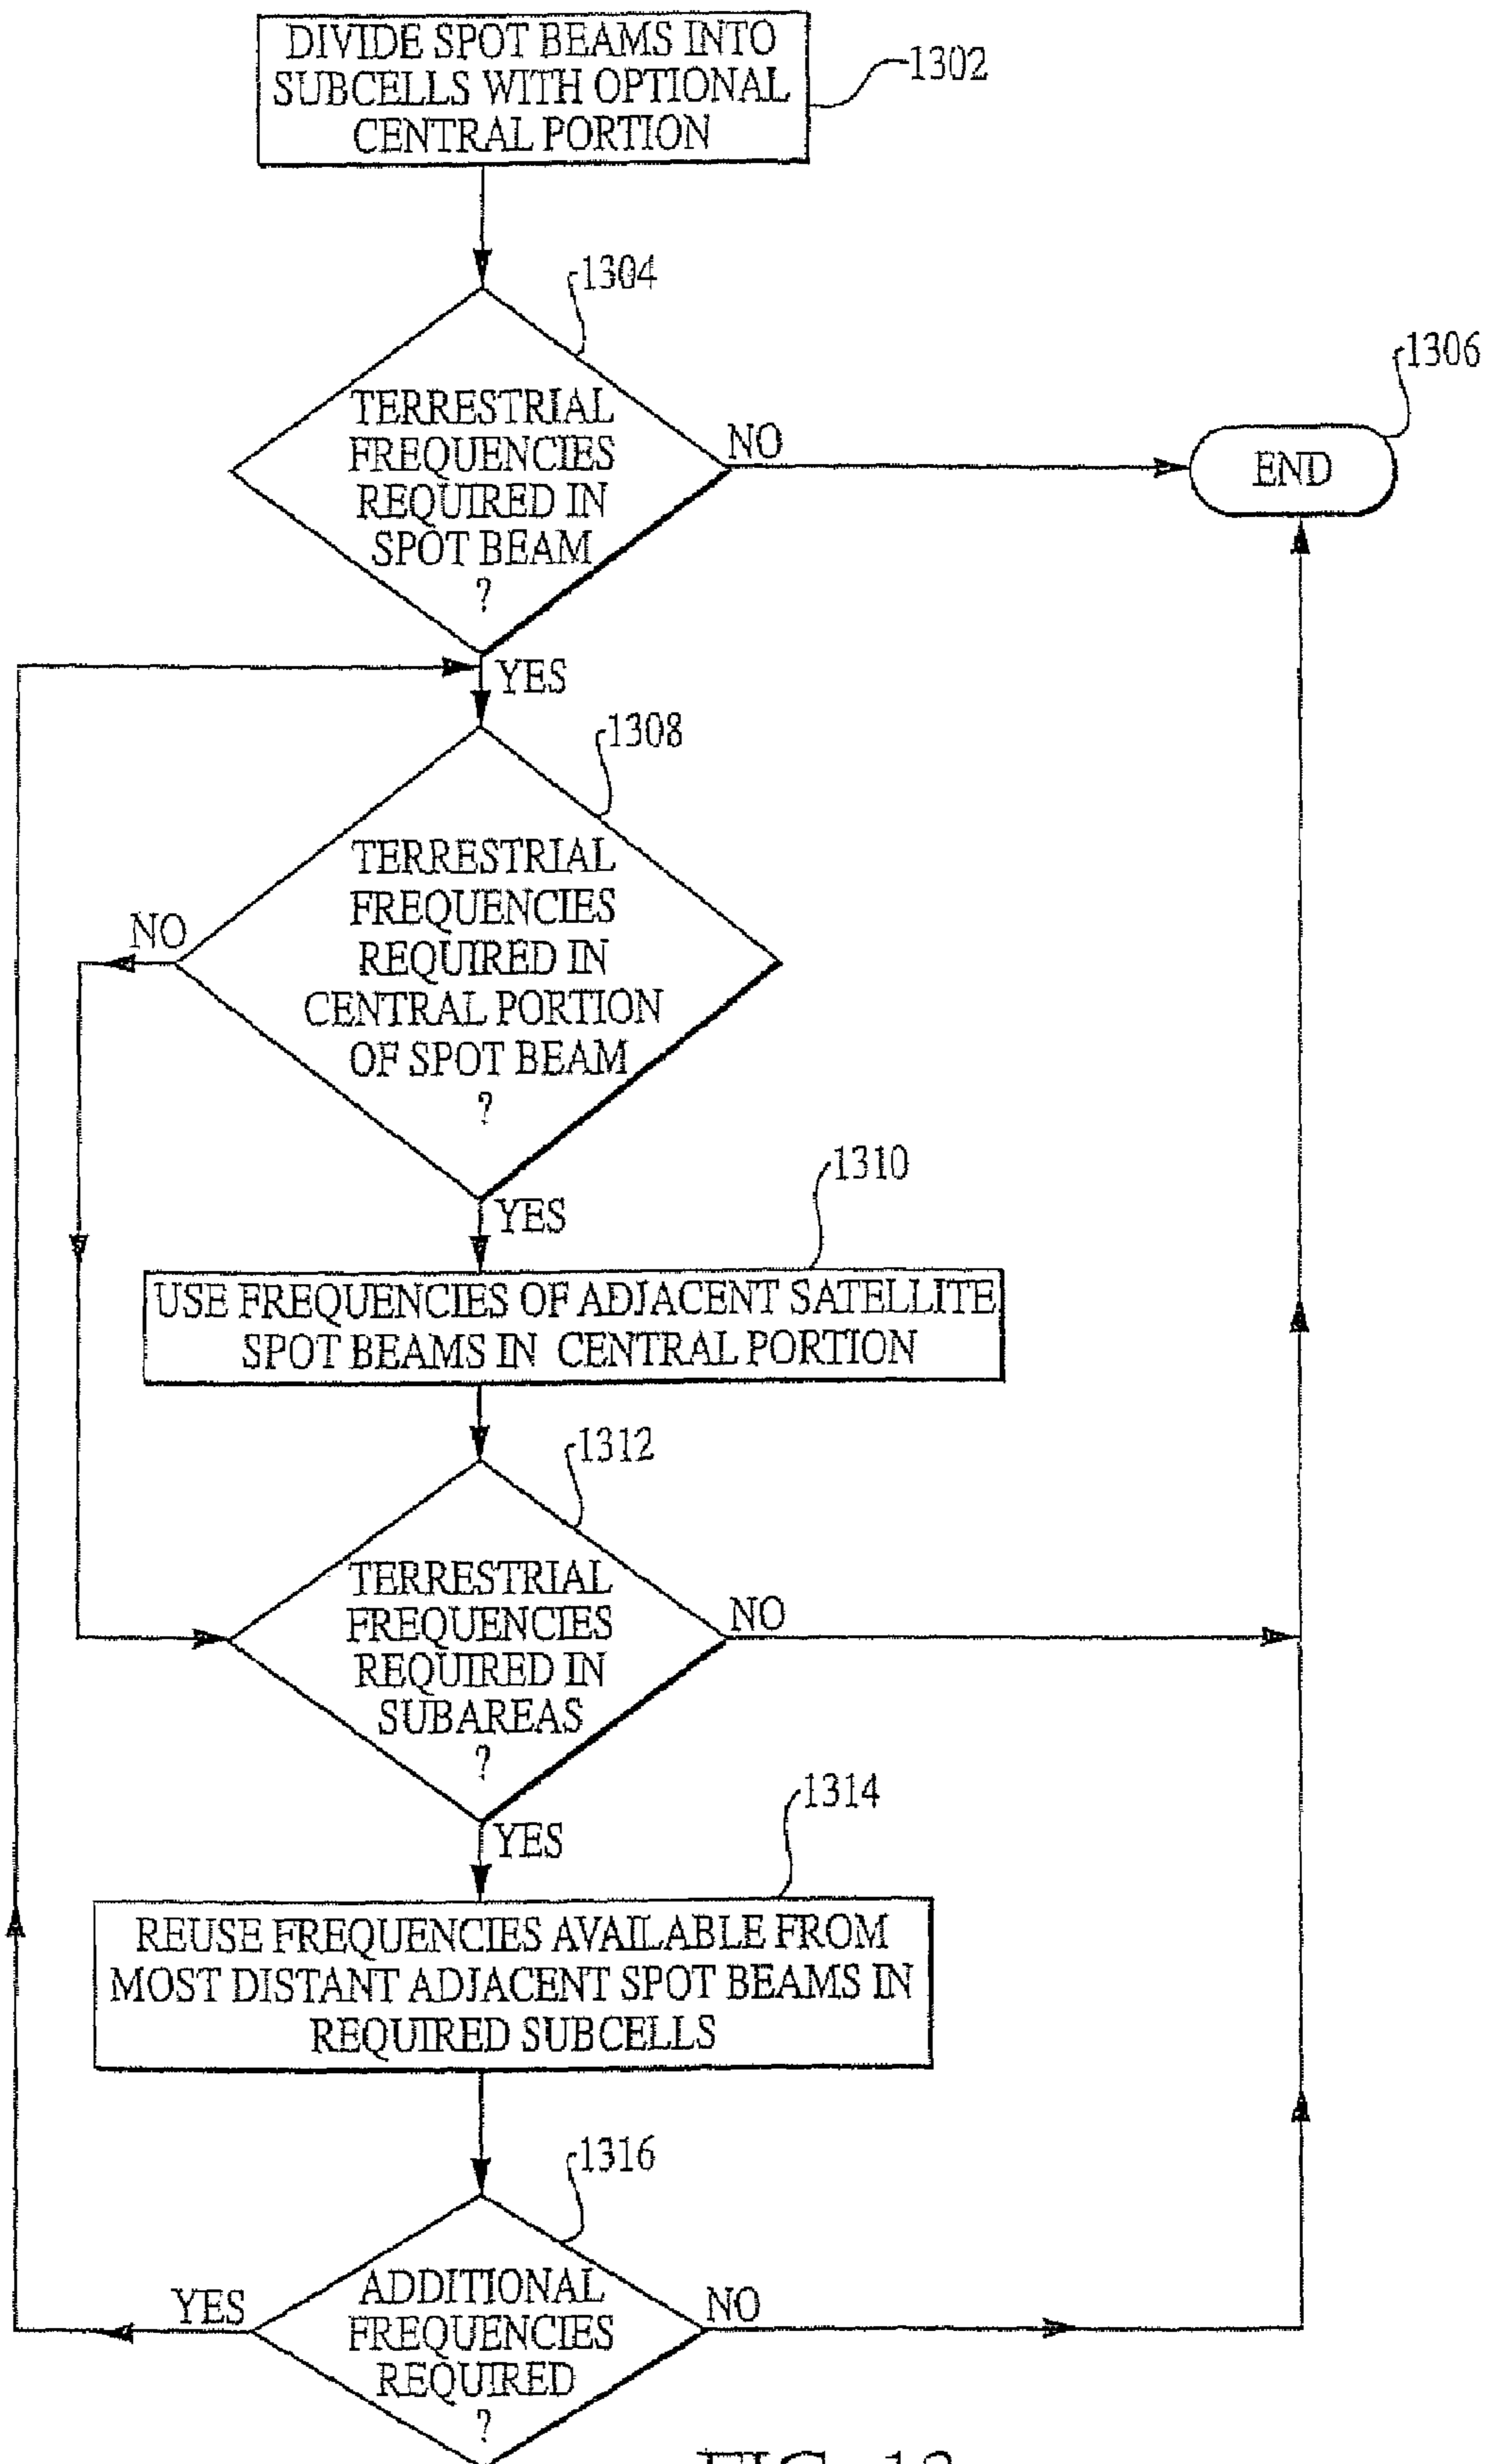 DIVIDE SPOT BEAMS INTO
SUBCELLS WITH OPTIONAL
CENTRAL PORTION
1302
1304
TERRESTRIAL
FREQUENCIES
REQUIRED IN
SPOT BEAM
?
NO
1306
END
YES
1308
TERRESTRIAL
FREQUENCIES
REQUIRED IN
CENTRAL PORTION
OF SPOT BEAM
?
NO
YES
1310
USE FREQUENCIES OF ADJACENT SATELLITE
SPOT BEAMS IN CENTRAL PORTION
1312
TERRESTRIAL
FREQUENCIES
REQUIRED IN
SUBAREAS
?
NO
YES
1314
REUSE FREQUENCIES AVAILABLE FROM
MOST DISTANT ADJACENT SPOT BEAMS IN
REQUIRED SUBCELLS
1316
ADDITIONAL
FREQUENCIES
REQUIRED
?
YES
NO